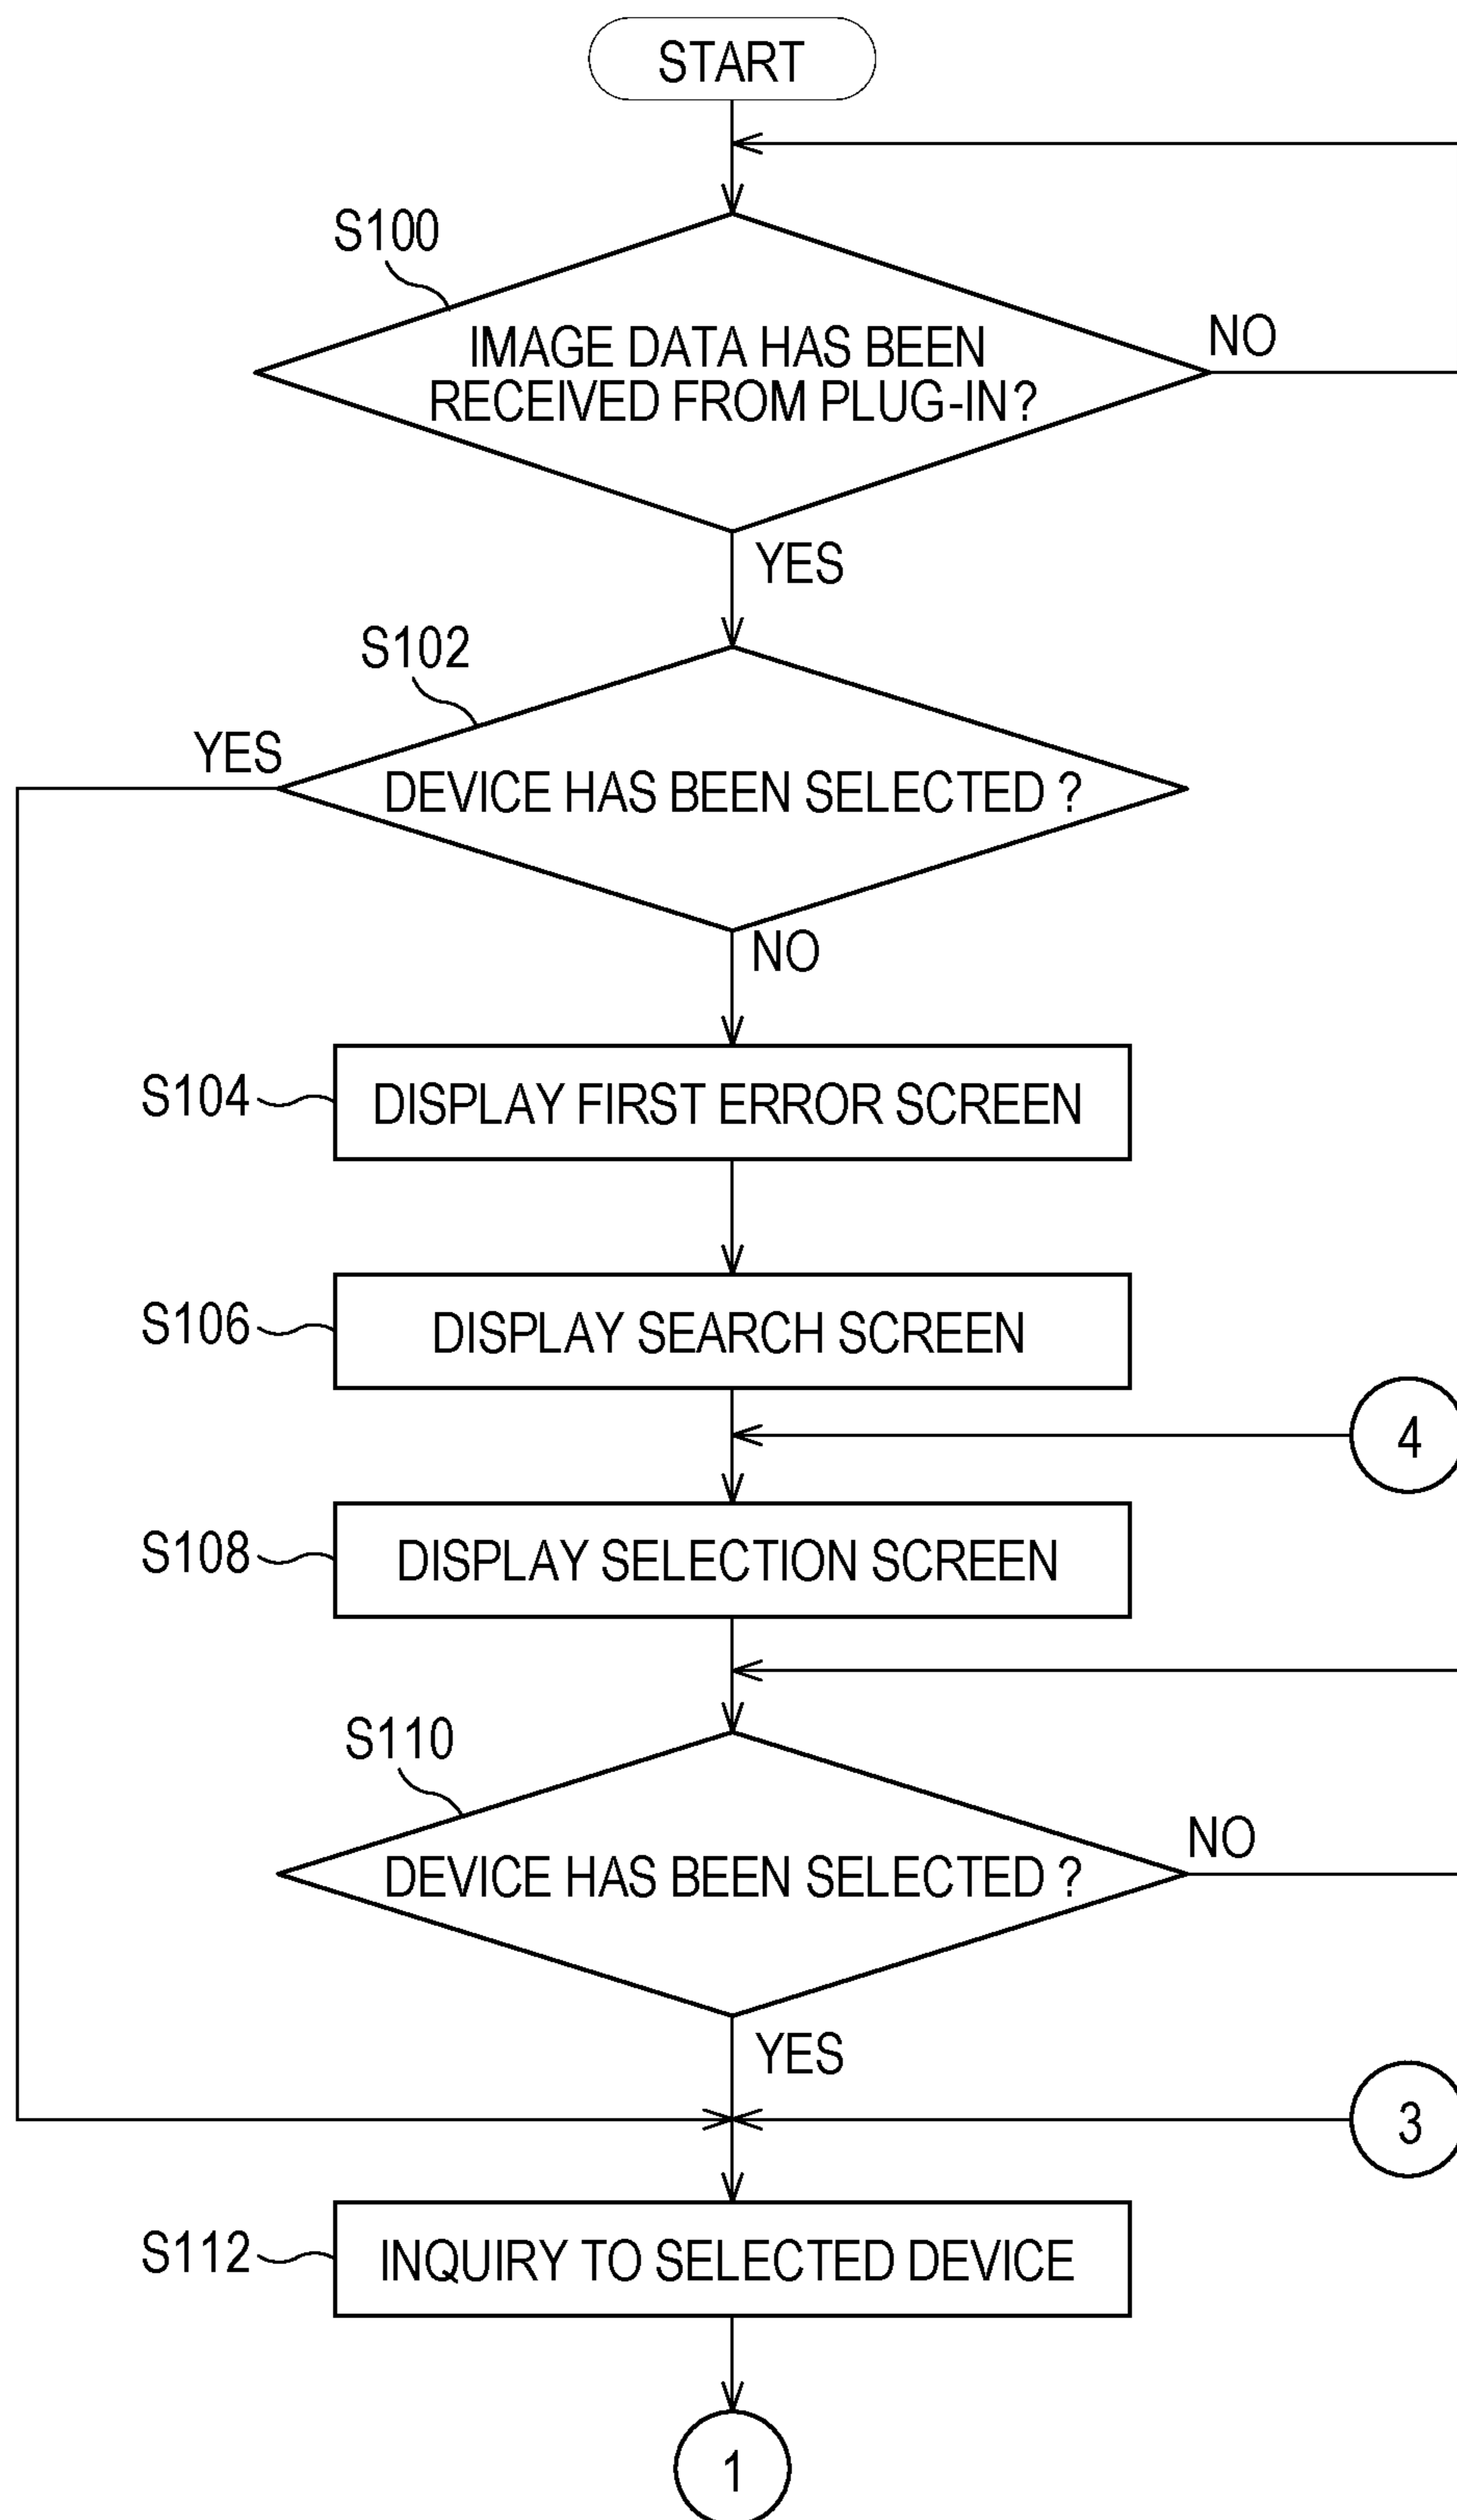 START
S100
IMAGE DATA HAS BEEN
RECEIVED FROM PLUG-IN?
NO
YES
S102
YES
DEVICE HAS BEEN SELECTED ?
NO
S104
DISPLAY FIRST ERROR SCREEN
S106
DISPLAY SEARCH SCREEN
4
S108
DISPLAY SELECTION SCREEN
S110
NO
DEVICE HAS BEEN SELECTED ?
YES
3
S112
INQUIRY TO SELECTED DEVICE
1